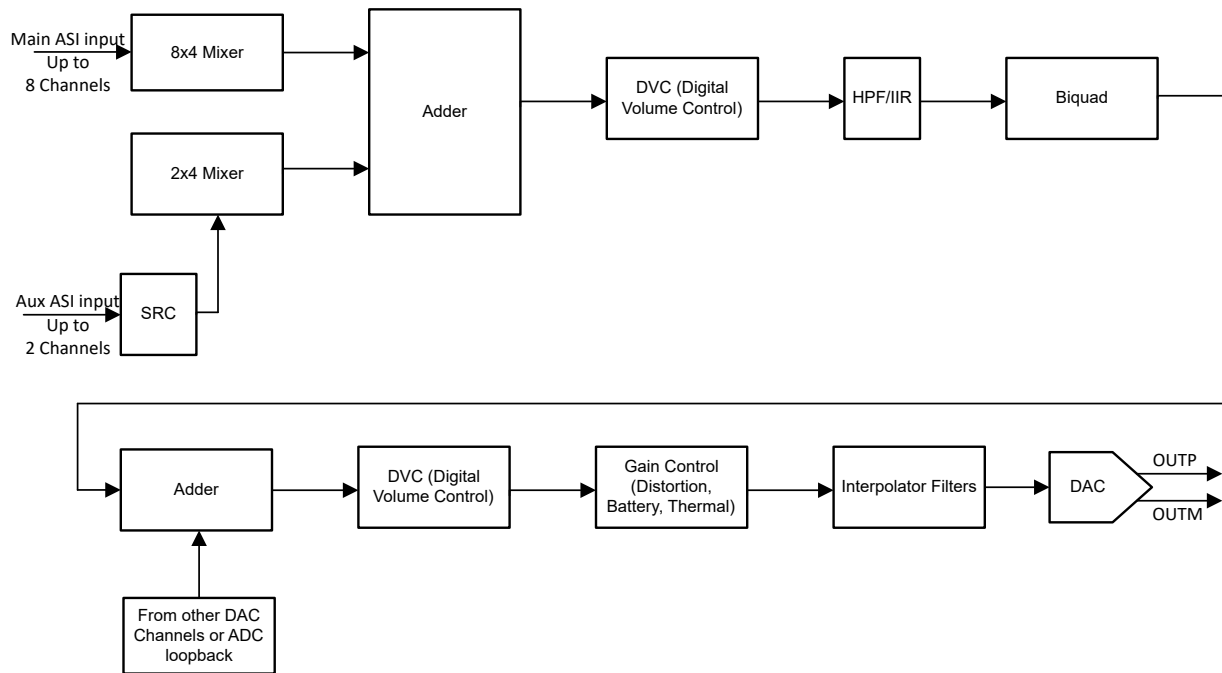 Main ASI input
Up to
8 Channels
8x4 Mixer
2x4 Mixer
Aux ASI input
Up to
2 Channels
SRC
Adder
DVC (Digital
Volume Control)
HPF/IIR
Biquad
Adder
From other DAC
Channels or ADC
loopback
DVC (Digital
Volume Control)
Gain Control
(Distortion,
Battery, Thermal)
Interpolator Filters
DAC
OUTP
OUTM